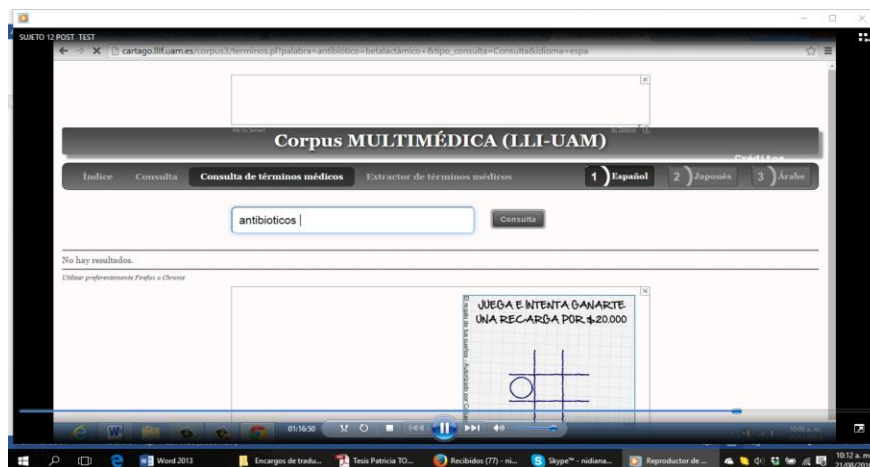 SUJETO 12 POST TEST
cartago.lllf.uam.es/corpus3/terminos.pl?palabra=antibiótico+betalactámico+&tipo_consulta=Consulta&idioma=espa
Corpus MULTIMÉDICA (LLI-UAM)
Créditos
Índice Consulta Consulta de términos médicos Extractor de términos médicos 1 Español 2 Japonés 3 Árabe
antibioticos
Consulta
No hay resultados.
Utilizar preferentemente Firefox o Chrome
JUEGA E INTENTA GANARTE
UNA RECARGA POR $20.000
01:16:50
Word 2013 Encargos de tradu... Tesis Patricia TO... Recibidos (77) - ni... Skype™ - nidiana... Reproductor de ... 10:12 a. m.